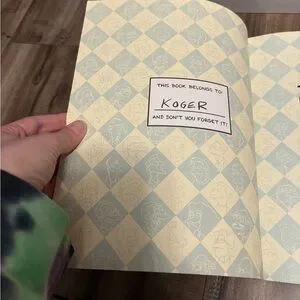 THIS BOOK BELONGS TO
KOGER
AND DON'T YOU FORGET IT!